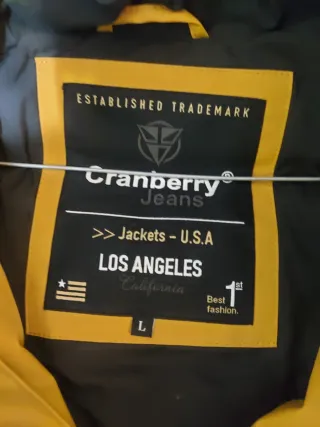 ESTABLISHED TRADEMARK
Cranberry®
Jeans
>> Jackets - U.S.A
LOS ANGELES
California
1st
Best
fashion.
L